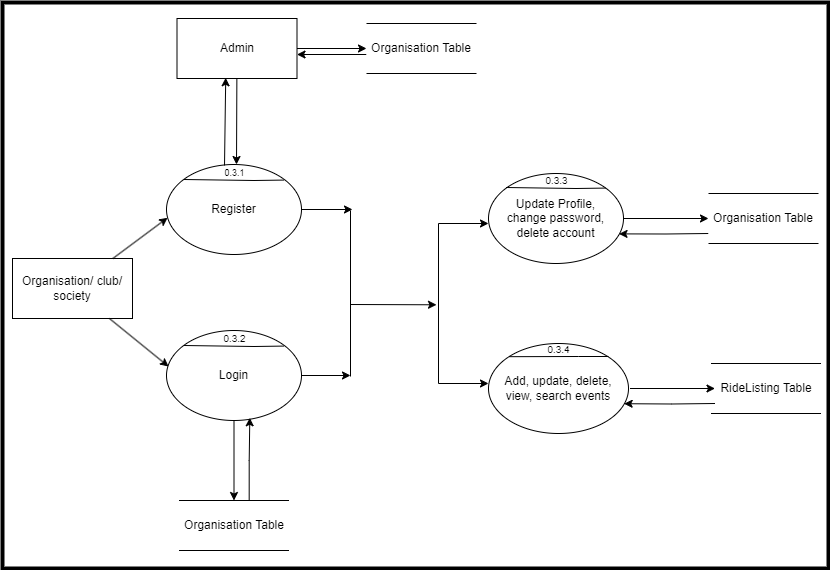 Admin
Organisation Table
0.3.1
Register
0.3.3
Update Profile,
change password,
delete account
Organisation Table
Organisation/ club/
society
0.3.2
Login
0.3.4
Add, update, delete,
view, search events
RideListing Table
Organisation Table